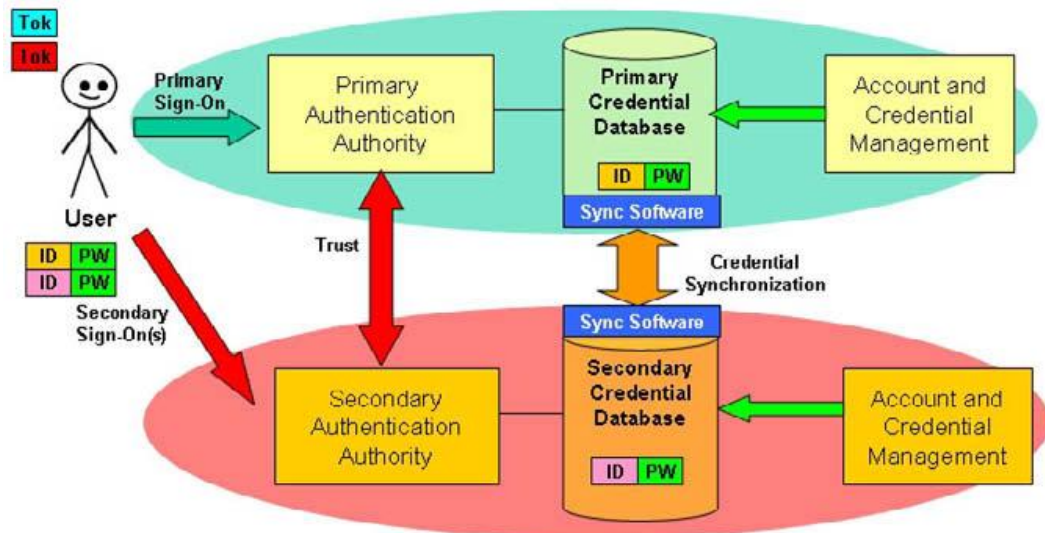 Tok
Tok
Primary
Sign-On
Primary
Authentication
Authority
Primary
Credential
Database
ID PW
Sync Software
Account and
Credential
Management
User
ID PW
ID PW
Secondary
Sign-On(s)
Trust
Credential
Synchronization
Sync Software
Secondary
Authentication
Authority
Secondary
Credential
Database
ID PW
Account and
Credential
Management